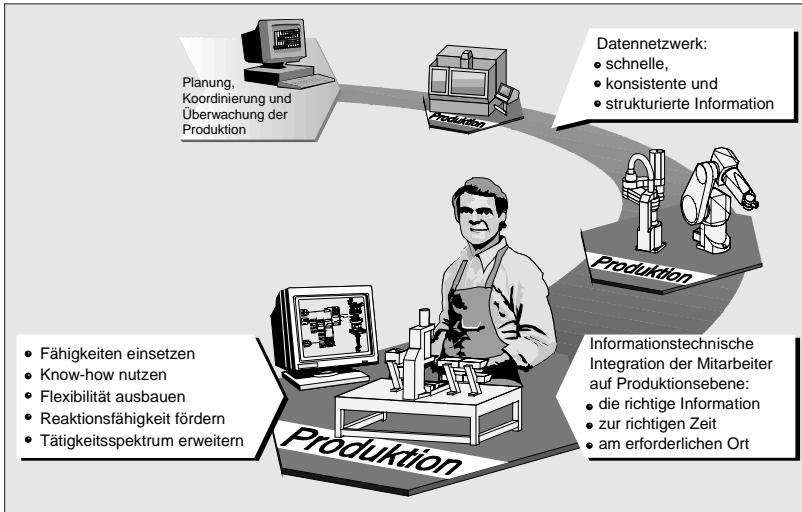 Planung,
Koordinierung und
Überwachung der
Produktion
Produktion
Datennetzwerk:
• schnelle,
• konsistente und
• strukturierte Information
Produktion
• Fähigkeiten einsetzen
• Know-how nutzen
• Flexibilität ausbauen
• Reaktionsfähigkeit fördern
• Tätigkeitsspektrum erweitern
Informationstechnische
Integration der Mitarbeiter
auf Produktionsebene:
• die richtige Information
• zur richtigen Zeit
• am erforderlichen Ort
Produktion